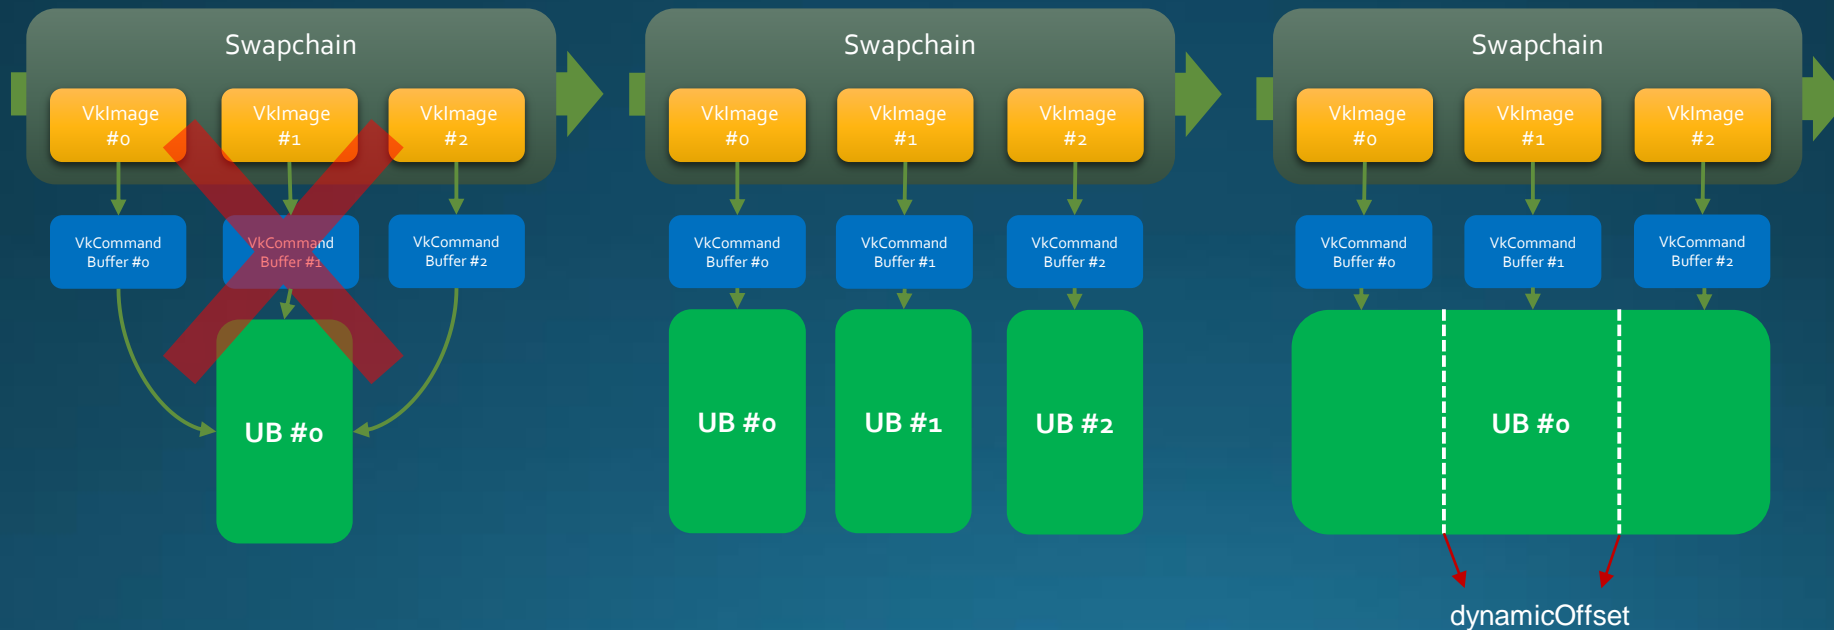 Swapchain
VkImage
#0
VkImage
#1
VkImage
#2
VkCommand
Buffer #0
VkCommand
Buffer #1
VkCommand
Buffer #2
UB #0
Swapchain
VkImage
#0
VkImage
#1
VkImage
#2
VkCommand
Buffer #0
VkCommand
Buffer #1
VkCommand
Buffer #2
UB #0
UB #1
UB #2
Swapchain
VkImage
#0
VkImage
#1
VkImage
#2
VkCommand
Buffer #0
VkCommand
Buffer #1
VkCommand
Buffer #2
UB #0
dynamicOffset